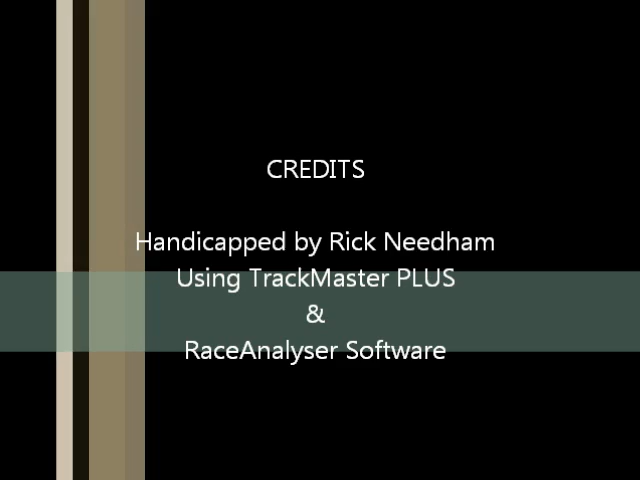 CREDITS
Handicapped by Rick Needham
Using TrackMaster PLUS
&
RaceAnalyser Software